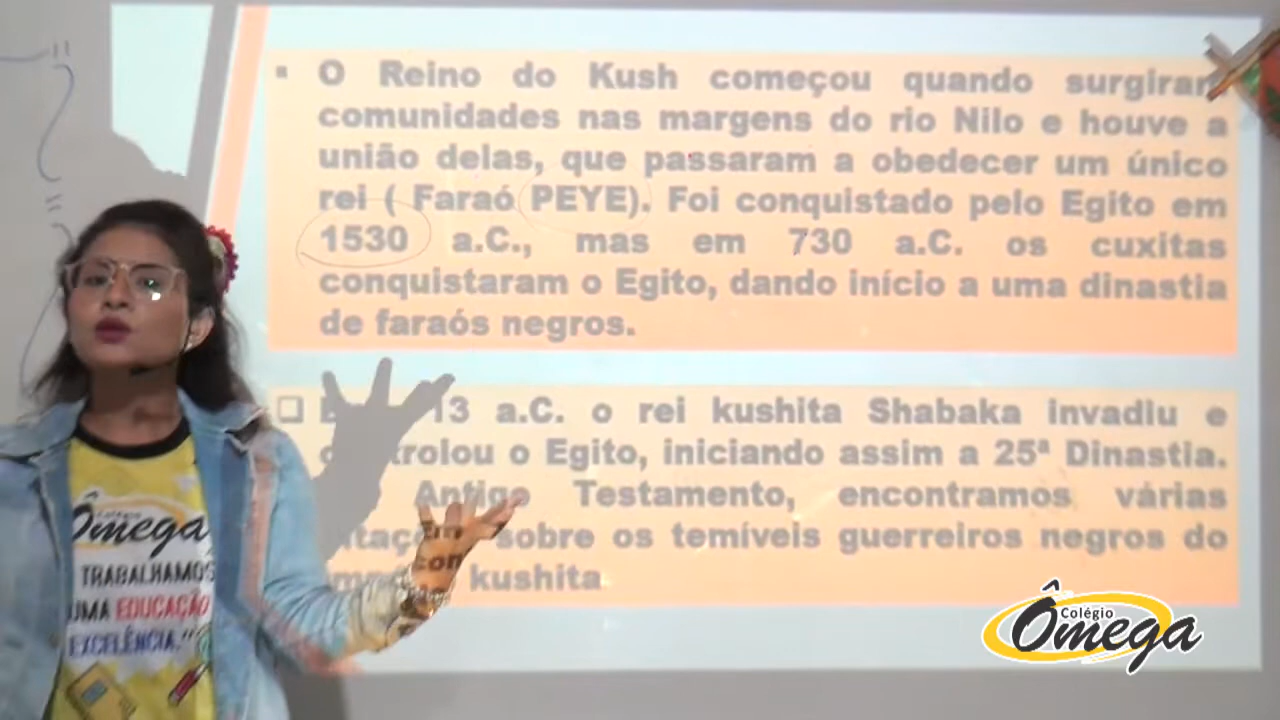 O Reino do Kush começou quando surgiram
comunidades nas margens do rio Nilo e houve a
união delas, que passaram a obedecer um único
rei ( Faraó PEYE). Foi conquistado pelo Egito em
1530 a.C., mas em 730 a.C. os cuxitas
conquistaram o Egito, dando início a uma dinastia
de faraós negros.
13 a.C. o rei kushita Shabaka invadiu e
o Egito, iniciando assim a 25ª Dinastia.
Antigo Testamento, encontramos várias
sobre os temíveis guerreiros negros do
kushita
Colégio
Ômega
TRABALHAMOS
UMA EDUCAÇÃO
EXCELÊNCIA."
Colégio
Ômega